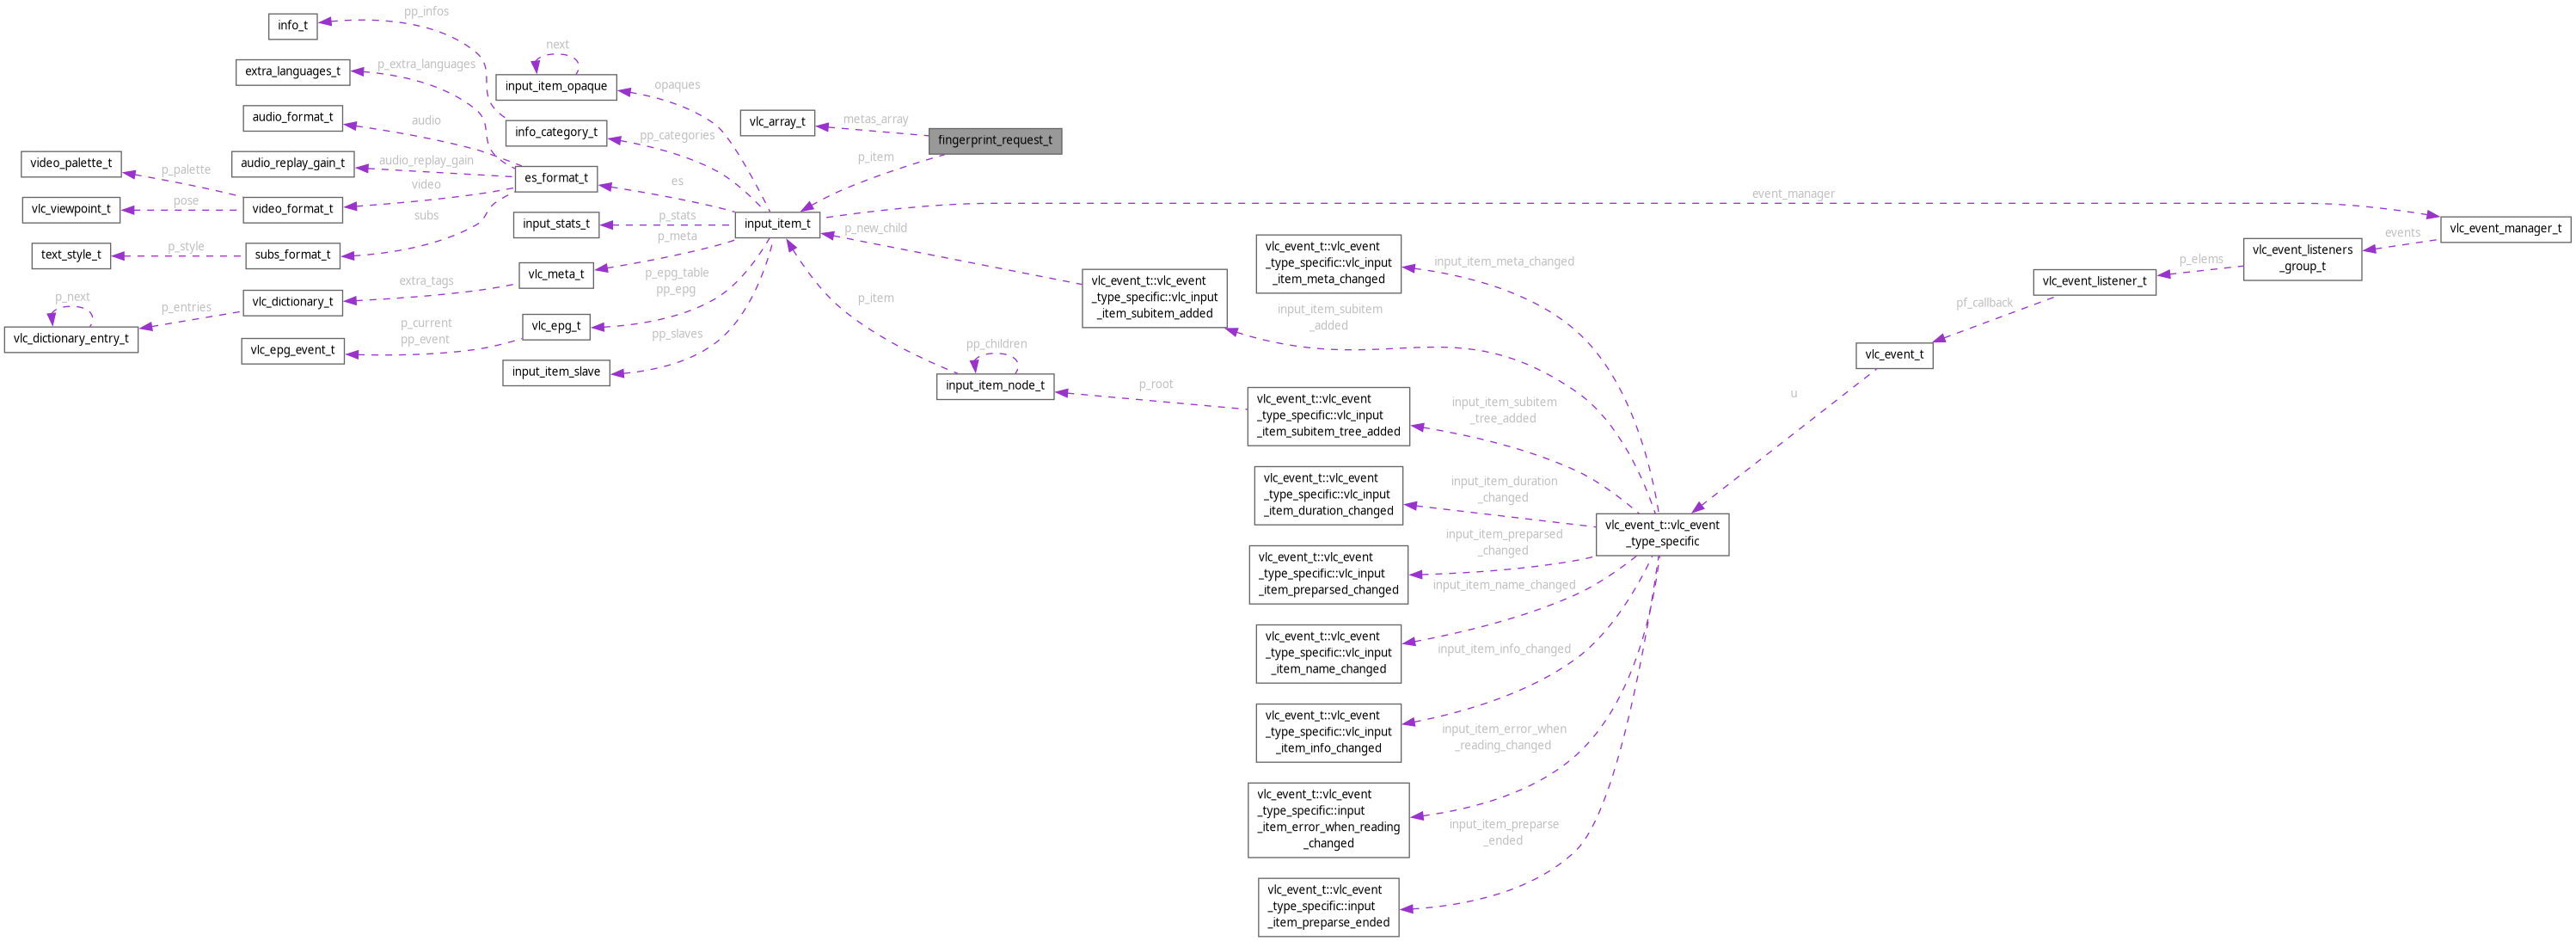 pp_infos
info_t
next
p_extra_languages
extra_languages_t
opaques
input_item_opaque
audio
audio_format_t
metas_array
vlc_array_t
info_category_t
pp_categories
fingerprint_request_t
video_palette_t
p_palette
audio_replay_gain_t
audio_replay_gain
p_item
es_format_t
es
video
vlc_viewpoint_t
pose
video_format_t
subs
input_stats_t
p_stats
input_item_t
event_manager
vlc_event_manager_t
p_new_child
p_meta
events
text_style_t
p_style
subs_format_t
vlc_event_t::vlc_event
_type_specific::vlc_input
_item_meta_changed
input_item_meta_changed
vlc_event_listeners
_group_t
p_elems
vlc_event_listener_t
vlc_meta_t
p_epg_table
pp_epg
extra_tags
vlc_event_t::vlc_event
_type_specific::vlc_input
_item_subitem_added
p_next
p_entries
vlc_dictionary_t
p_item
input_item_subitem
_added
pf_callback
vlc_dictionary_entry_t
p_current
pp_event
vlc_epg_t
pp_slaves
vlc_epg_event_t
pp_children
vlc_event_t
input_item_slave
input_item_node_t
p_root
u
vlc_event_t::vlc_event
_type_specific::vlc_input
_item_subitem_tree_added
input_item_subitem
_tree_added
vlc_event_t::vlc_event
_type_specific::vlc_input
_item_duration_changed
input_item_duration
_changed
vlc_event_t::vlc_event
_type_specific
vlc_event_t::vlc_event
_type_specific::vlc_input
_item_preparsed_changed
input_item_preparsed
_changed
input_item_name_changed
vlc_event_t::vlc_event
_type_specific::vlc_input
_item_name_changed
input_item_info_changed
vlc_event_t::vlc_event
_type_specific::vlc_input
_item_info_changed
input_item_error_when
_reading_changed
vlc_event_t::vlc_event
_type_specific::input
_item_error_when_reading
_changed
input_item_preparse
_ended
vlc_event_t::vlc_event
_type_specific::input
_item_preparse_ended